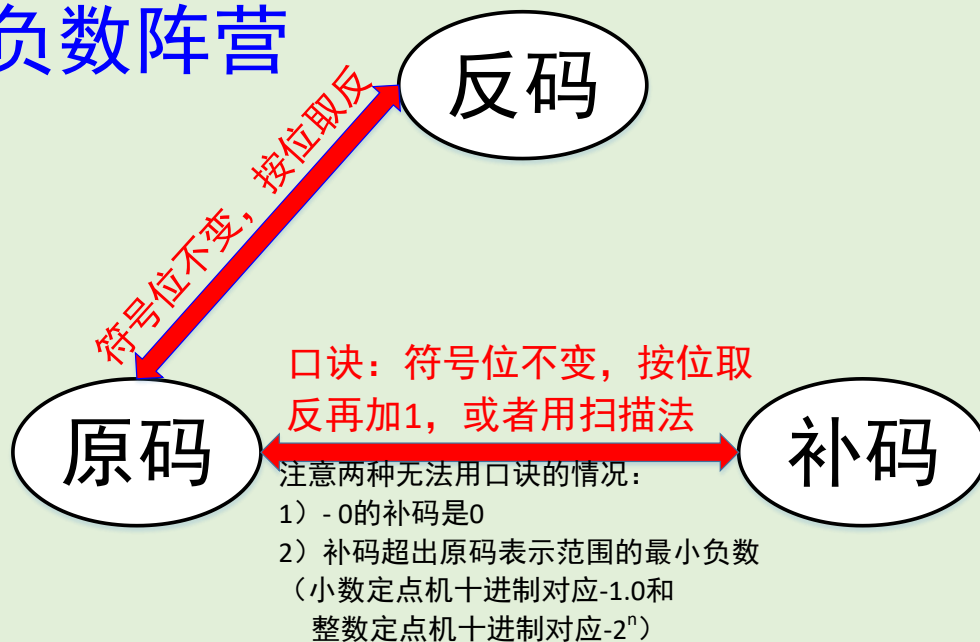 负数阵营
反码
符号位不变，按位取反
口诀：符号位不变，按位取
反再加1，或者用扫描法
原码
补码
注意两种无法用口诀的情况：
1）- 0的补码是0
2）补码超出原码表示范围的最小负数
（小数定点机十进制对应-1.0和
整数定点机十进制对应-2ⁿ）